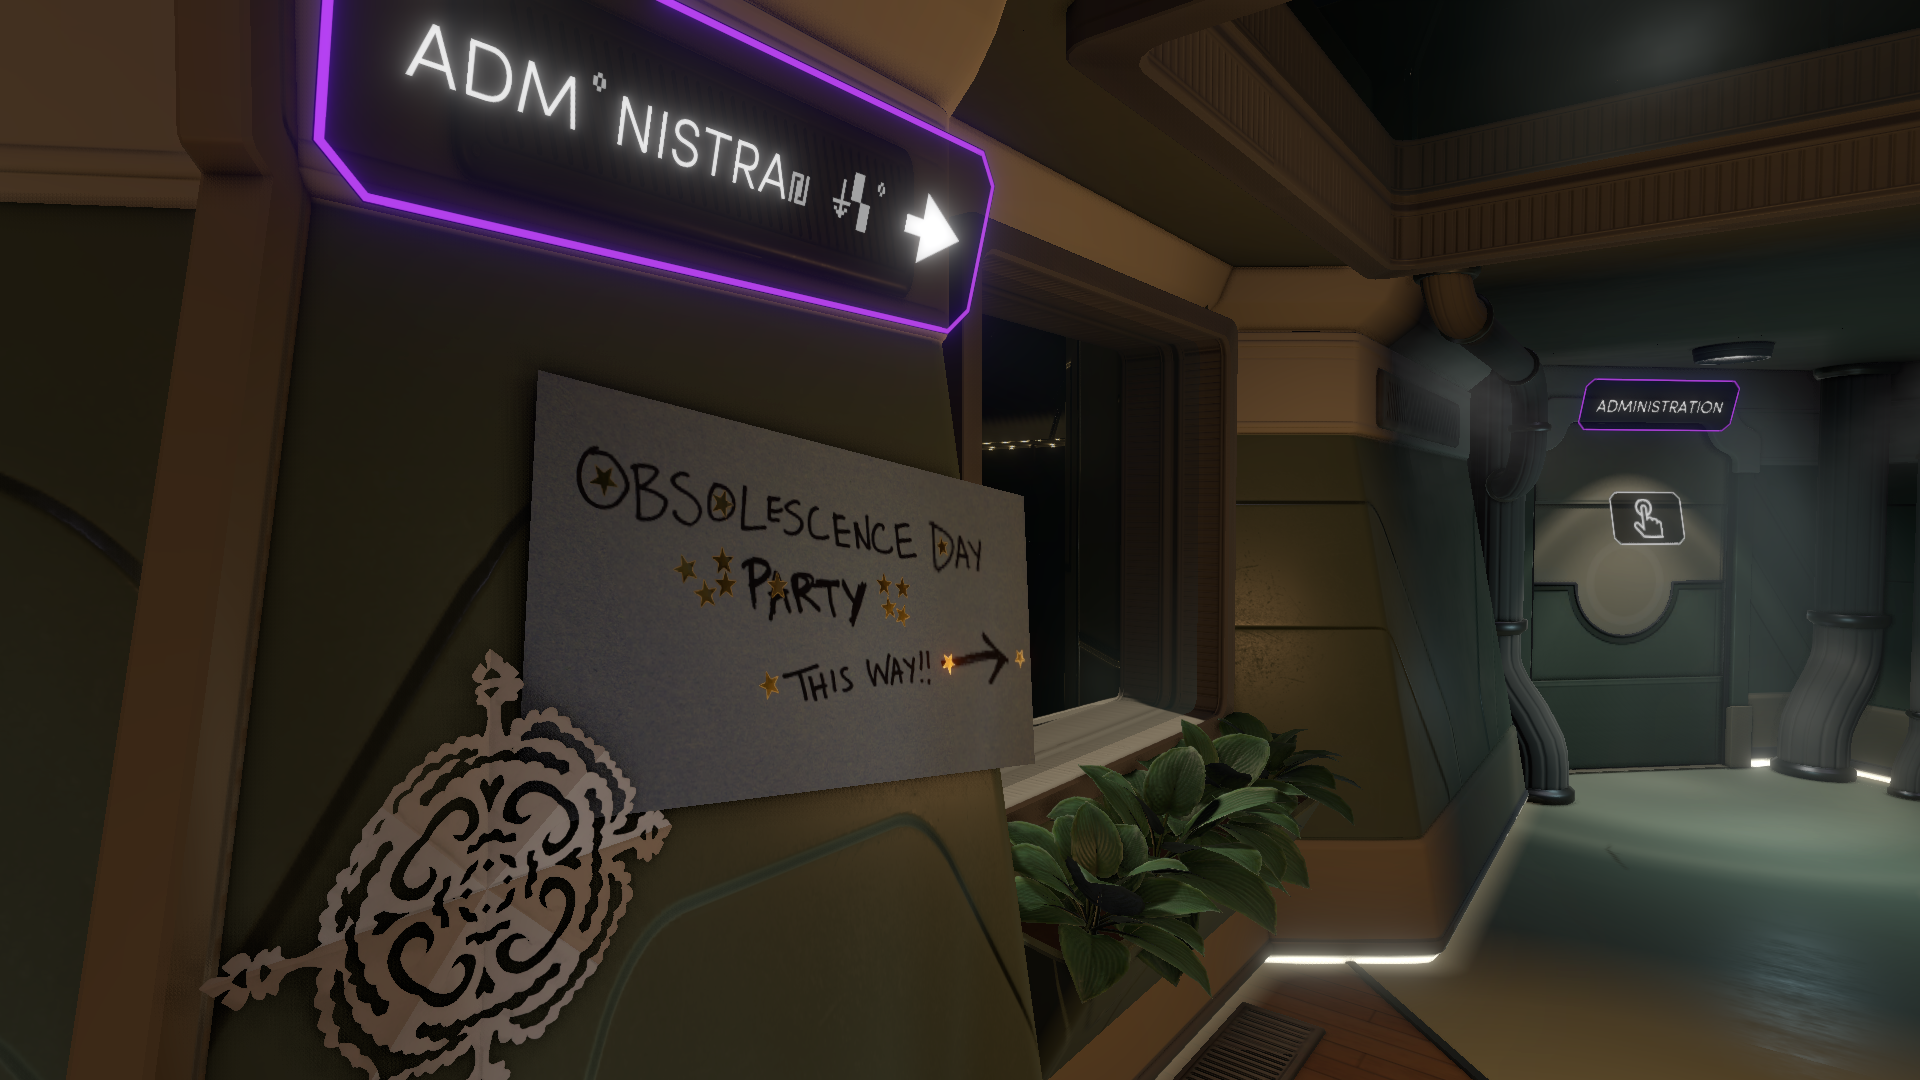 ADM°NISTRA
OBSOLESCENCE DAY
PARTY
THIS WAY!!
ADMINISTRATION